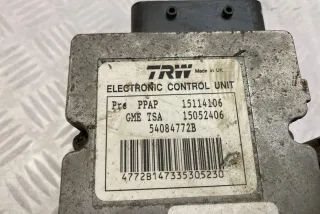 TRW Made in UK
ELECTRONIC CONTROL UNIT
Pre PPAP 15114106
GME TSA 15052406
54084772B
4772B147335305230